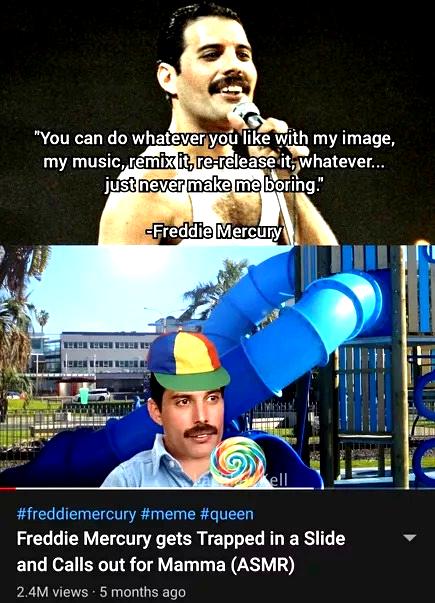 "You can do whatever you like with my image,
my music, remix it, re-release it, whatever...
just never make me boring."
-Freddie Mercury
#freddiemercury #meme #queen
Freddie Mercury gets Trapped in a Slide
and Calls out for Mamma (ASMR)
2.4M views · 5 months ago